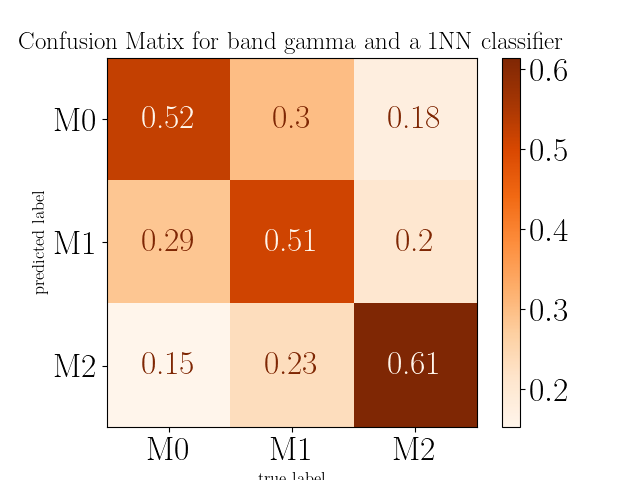 Confusion Matix for band gamma and a 1NN classifier
0.6
M0 0.52 0.3 0.18
0.5
predicted label
M1 0.29 0.51 0.2
0.4
0.3
M2 0.15 0.23 0.61
0.2
M0 M1 M2
true label